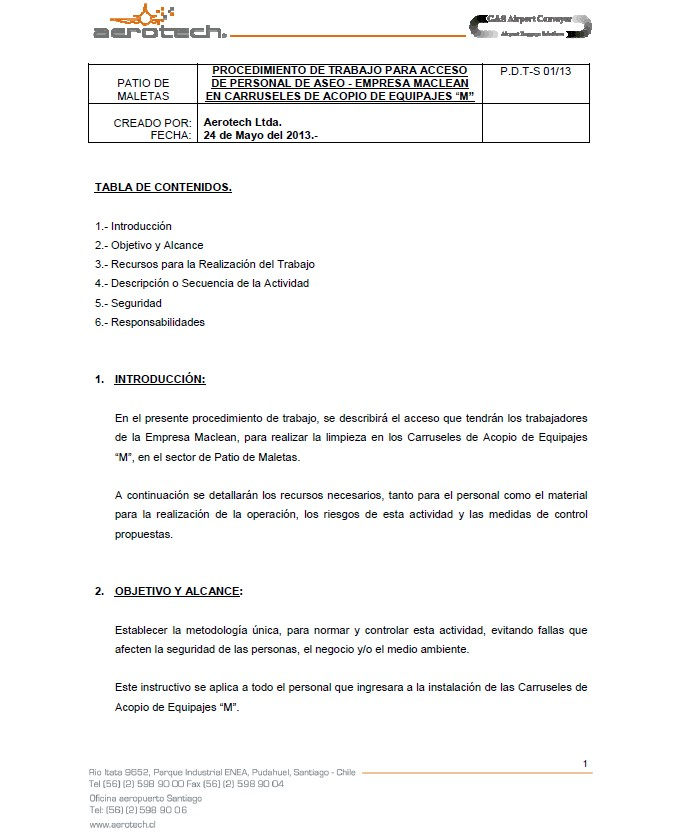 aerotech.
G&S Airport Conveyor
Airport Baggage Solutions
PATIO DE
MALETAS
PROCEDIMIENTO DE TRABAJO PARA ACCESO
DE PERSONAL DE ASEO - EMPRESA MACLEAN
EN CARRUSELES DE ACOPIO DE EQUIPAJES “M”
P.D.T-S 01/13
CREADO POR:
FECHA:
Aerotech Ltda.
24 de Mayo del 2013.-
TABLA DE CONTENIDOS.
1.- Introducción
2.- Objetivo y Alcance
3.- Recursos para la Realización del Trabajo
4.- Descripción o Secuencia de la Actividad
5.- Seguridad
6.- Responsabilidades
1. INTRODUCCIÓN:
En el presente procedimiento de trabajo, se describirá el acceso que tendrán los trabajadores
de la Empresa Maclean, para realizar la limpieza en los Carruseles de Acopio de Equipajes
“M”, en el sector de Patio de Maletas.
A continuación se detallarán los recursos necesarios, tanto para el personal como el material
para la realización de la operación, los riesgos de esta actividad y las medidas de control
propuestas.
2. OBJETIVO Y ALCANCE:
Establecer la metodología única, para normar y controlar esta actividad, evitando fallas que
afecten la seguridad de las personas, el negocio y/o el medio ambiente.
Este instructivo se aplica a todo el personal que ingresara a la instalación de las Carruseles de
Acopio de Equipajes “M”.
1
Rio Itata 9652, Parque Industrial ENEA, Pudahuel, Santiago - Chile
Tel (56) (2) 598 90 00 Fax (56) (2) 598 90 04
Oficina aeropuerto Santiago
Tel: (56) (2) 598 90 06
www.aerotech.cl